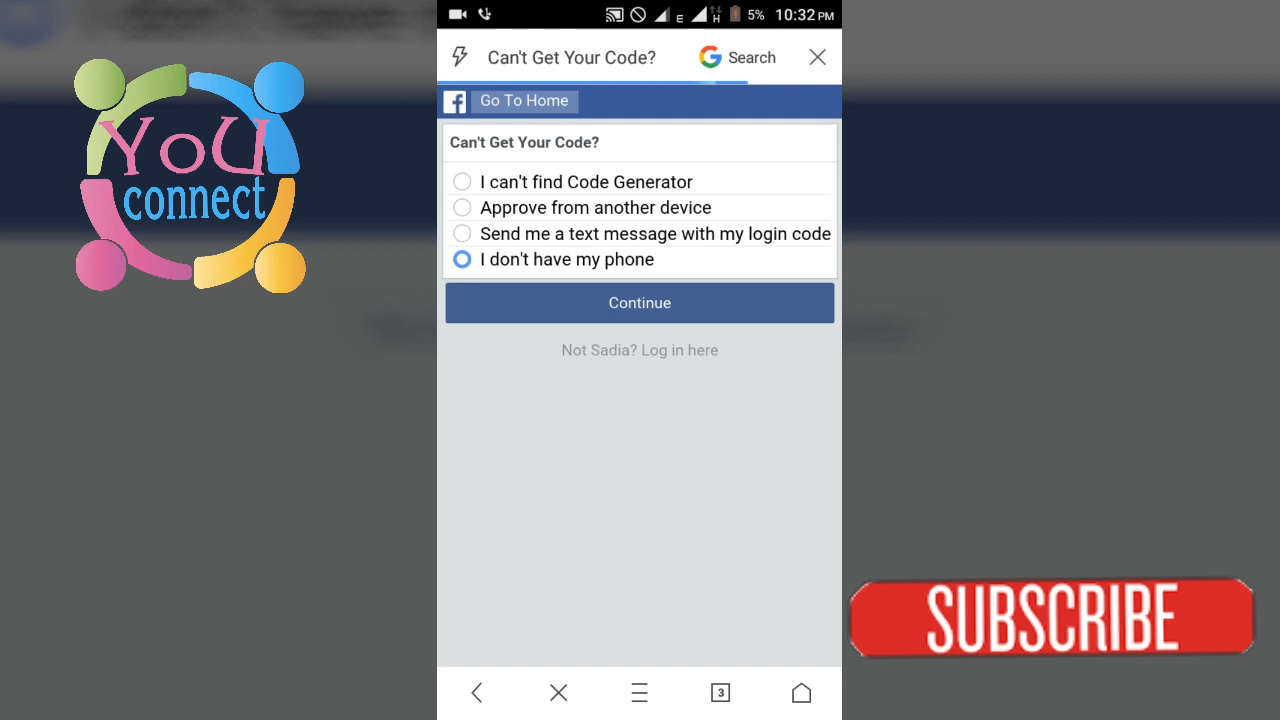 YoU
connect
E
H
5%
10:32 PM
Can't Get Your Code?
Search
Go To Home
Can't Get Your Code?
I can't find Code Generator
Approve from another device
Send me a text message with my login code
I don't have my phone
Continue
Not Sadia? Log in here
SUBSCRIBE
3